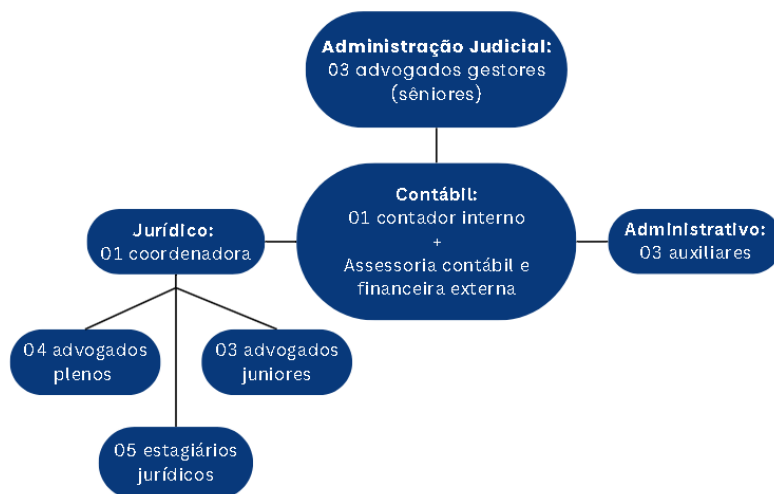 Administração Judicial:
03 advogados gestores
(sêniores)
Contábil:
01 contador interno
+
Assessoria contábil e
financeira externa
Jurídico:
01 coordenadora
Administrativo:
03 auxiliares
04 advogados
plenos
03 advogados
juniores
05 estagiários
jurídicos